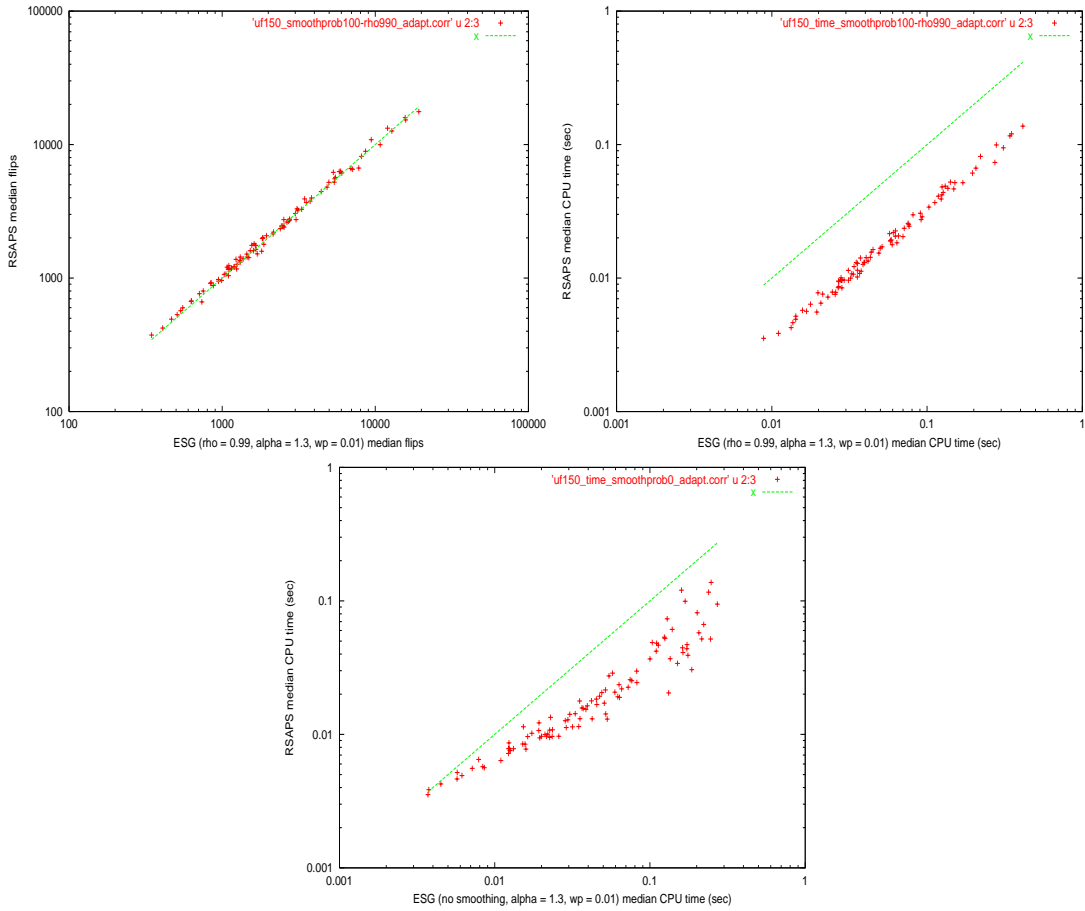 100000
10000
1000
100
100
1000
10000
100000
RSAPS median flips
ESG (rho = 0.99, alpha = 1.3, wp = 0.01) median flips
'uf150_smoothprob100-rho990_adapt.corr' u 2:3
x
1
0.1
0.01
0.001
0.001
0.01
0.1
1
RSAPS median CPU time (sec)
ESG (rho = 0.99, alpha = 1.3, wp = 0.01) median CPU time (sec)
'uf150_time_smoothprob100-rho990_adapt.corr' u 2:3
x
1
0.1
0.01
0.001
0.001
0.01
0.1
1
RSAPS median CPU time (sec)
ESG (no smoothing, alpha = 1.3, wp = 0.01) median CPU time (sec)
'uf150_time_smoothprob0_adapt.corr' u 2:3
x